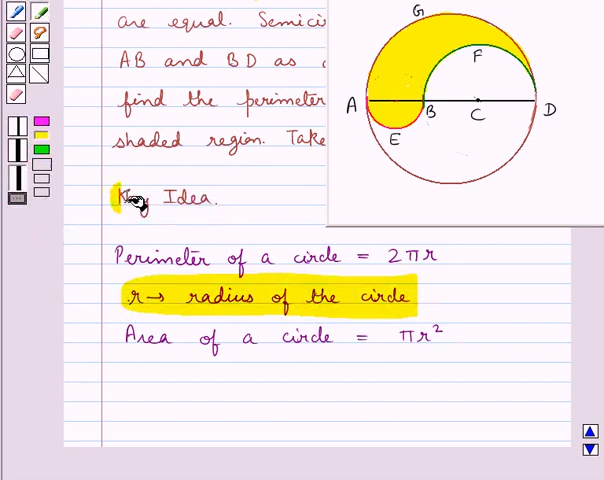 are equal. Semici
AB and BD as
find the perimeter
shaded region. Take
Key Idea.
Perimeter of a circle = 2πr
r→ radius of the circle
Area of a circle = πr²
G
F
A B C D
E